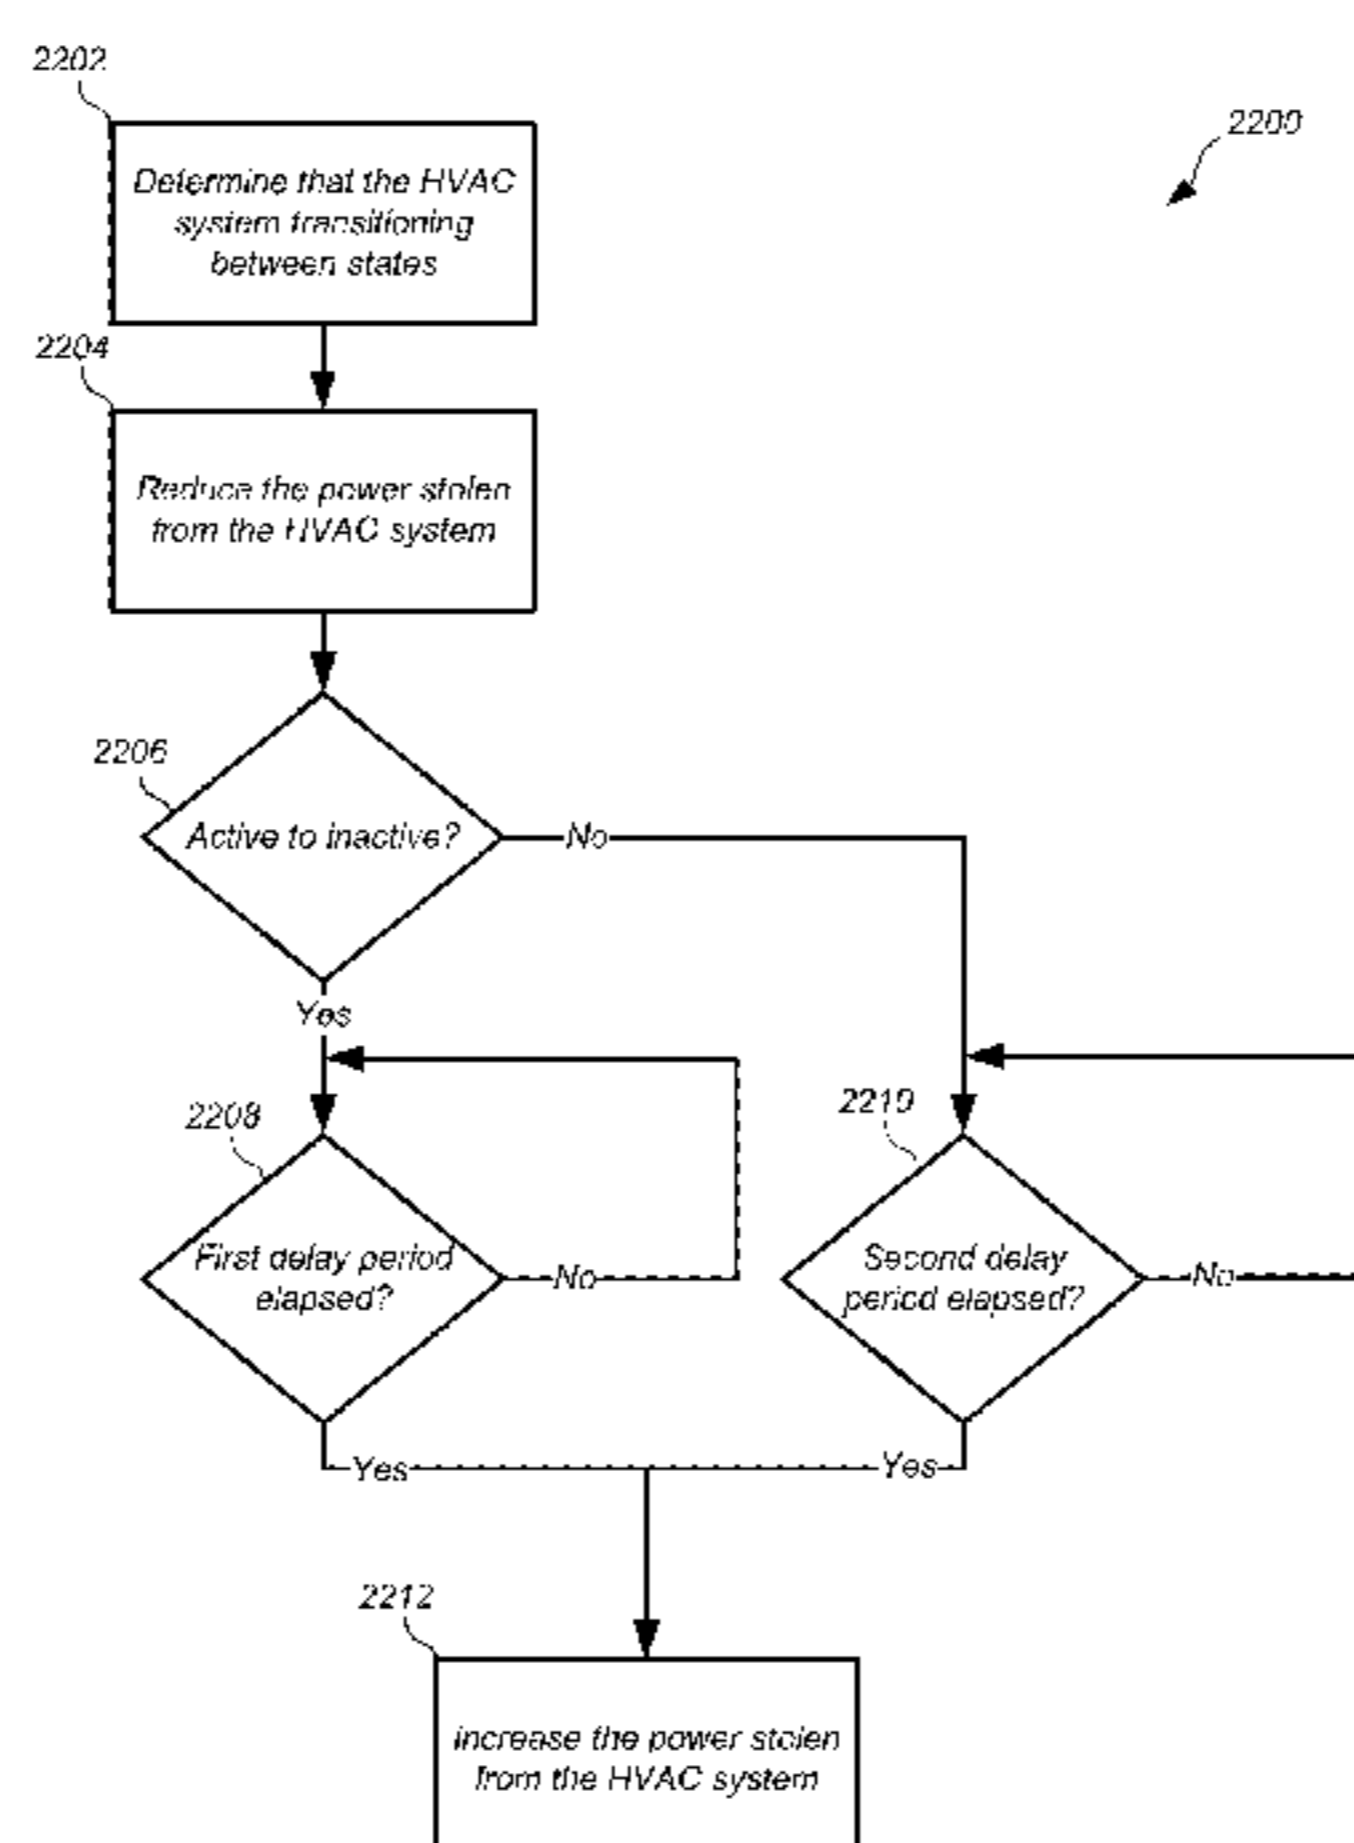 2202
2200
Determine that the HVAC
system transitioning
between states
2204
Reduce the power stolen
from the HVAC system
2206
Active to inactive?
No
Yes
2208
2210
First delay period
elapsed?
No
Second delay
period elapsed?
No
Yes
Yes
2212
Increase the power stolen
from the HVAC system